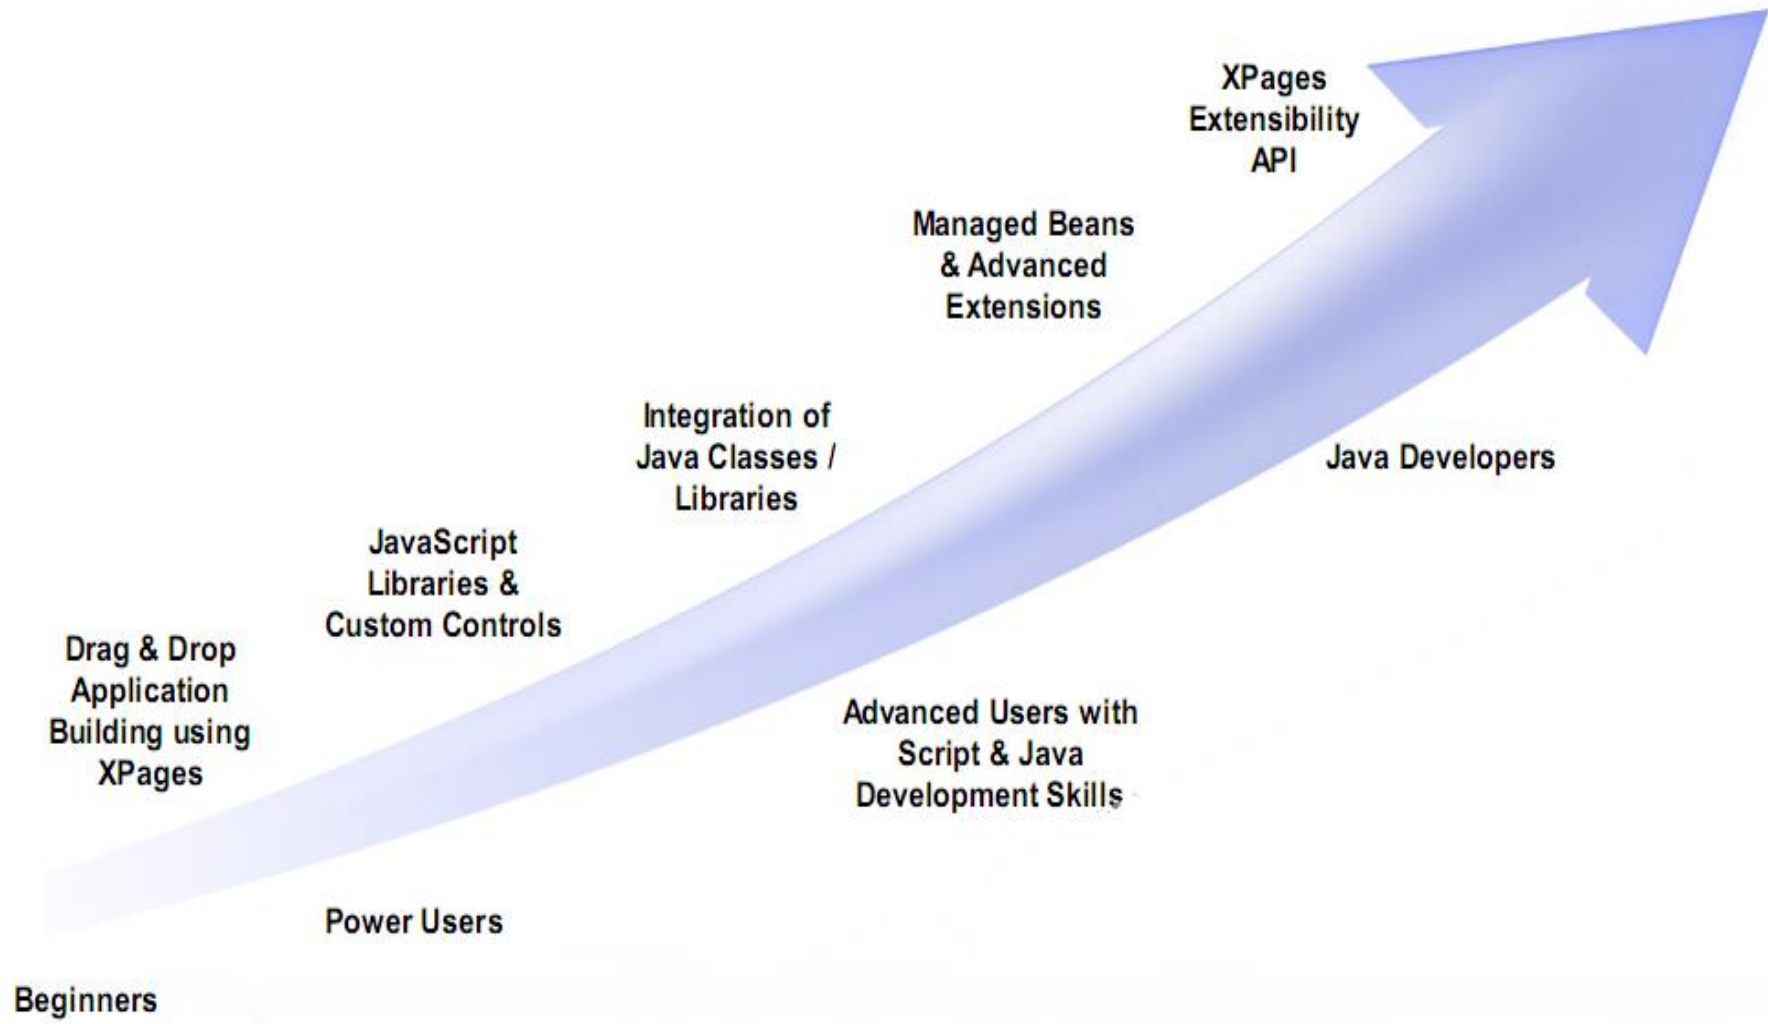 XPages
Extensibility
API
Managed Beans
& Advanced
Extensions
Integration of
Java Classes /
Libraries
Java Developers
JavaScript
Libraries &
Custom Controls
Drag & Drop
Application
Building using
XPages
Advanced Users with
Script & Java
Development Skills
Power Users
Beginners